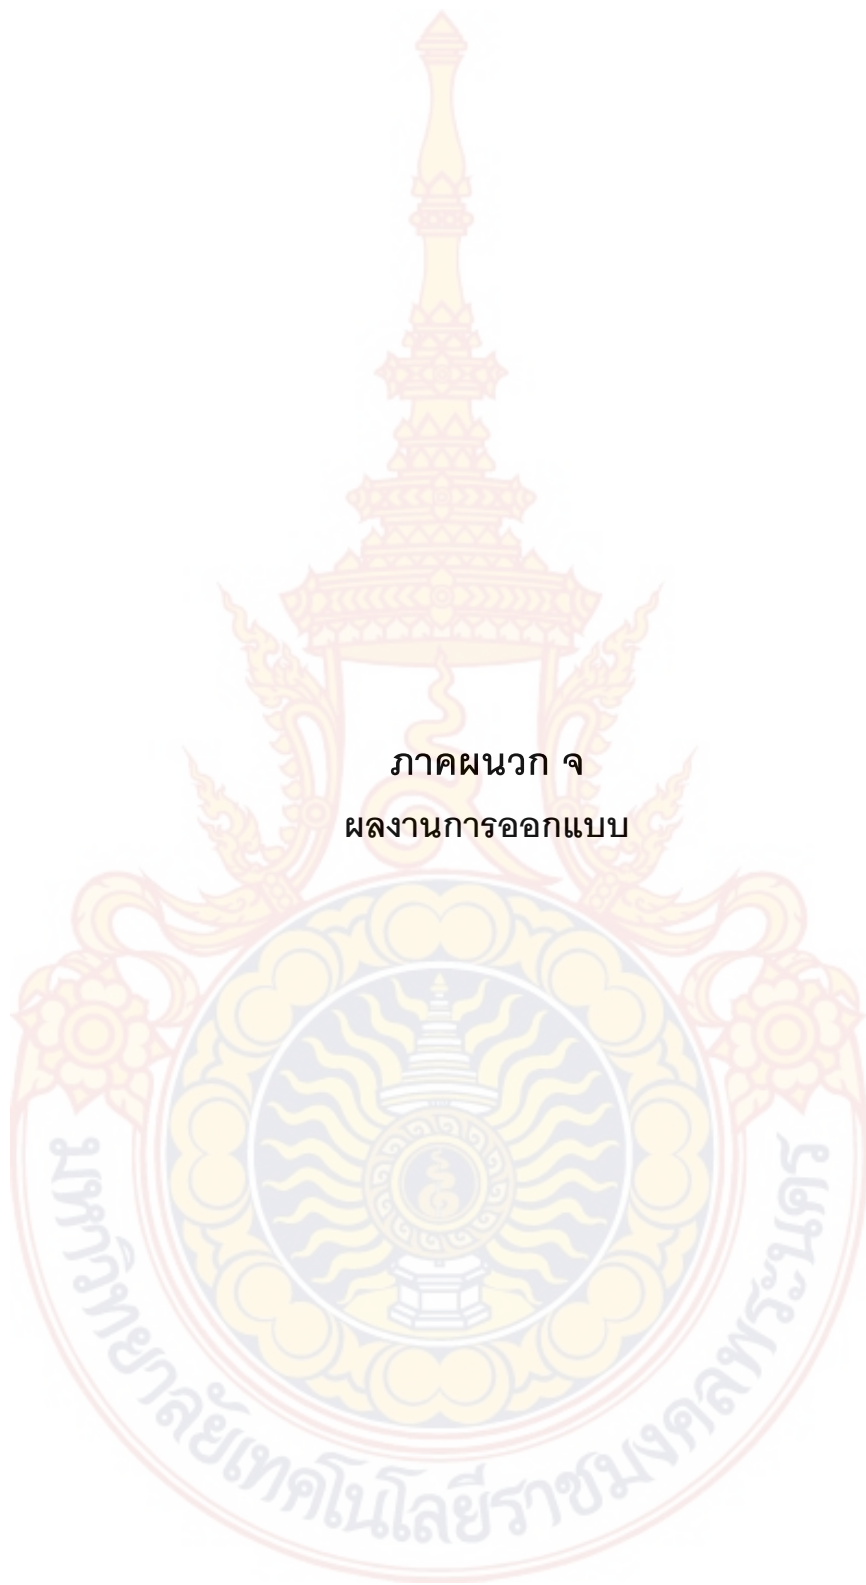 ภาคผนวก จ
ผลงานการออกแบบ
มหาวิทยาลัยเทคโนโลยีราชมงคลพระนคร